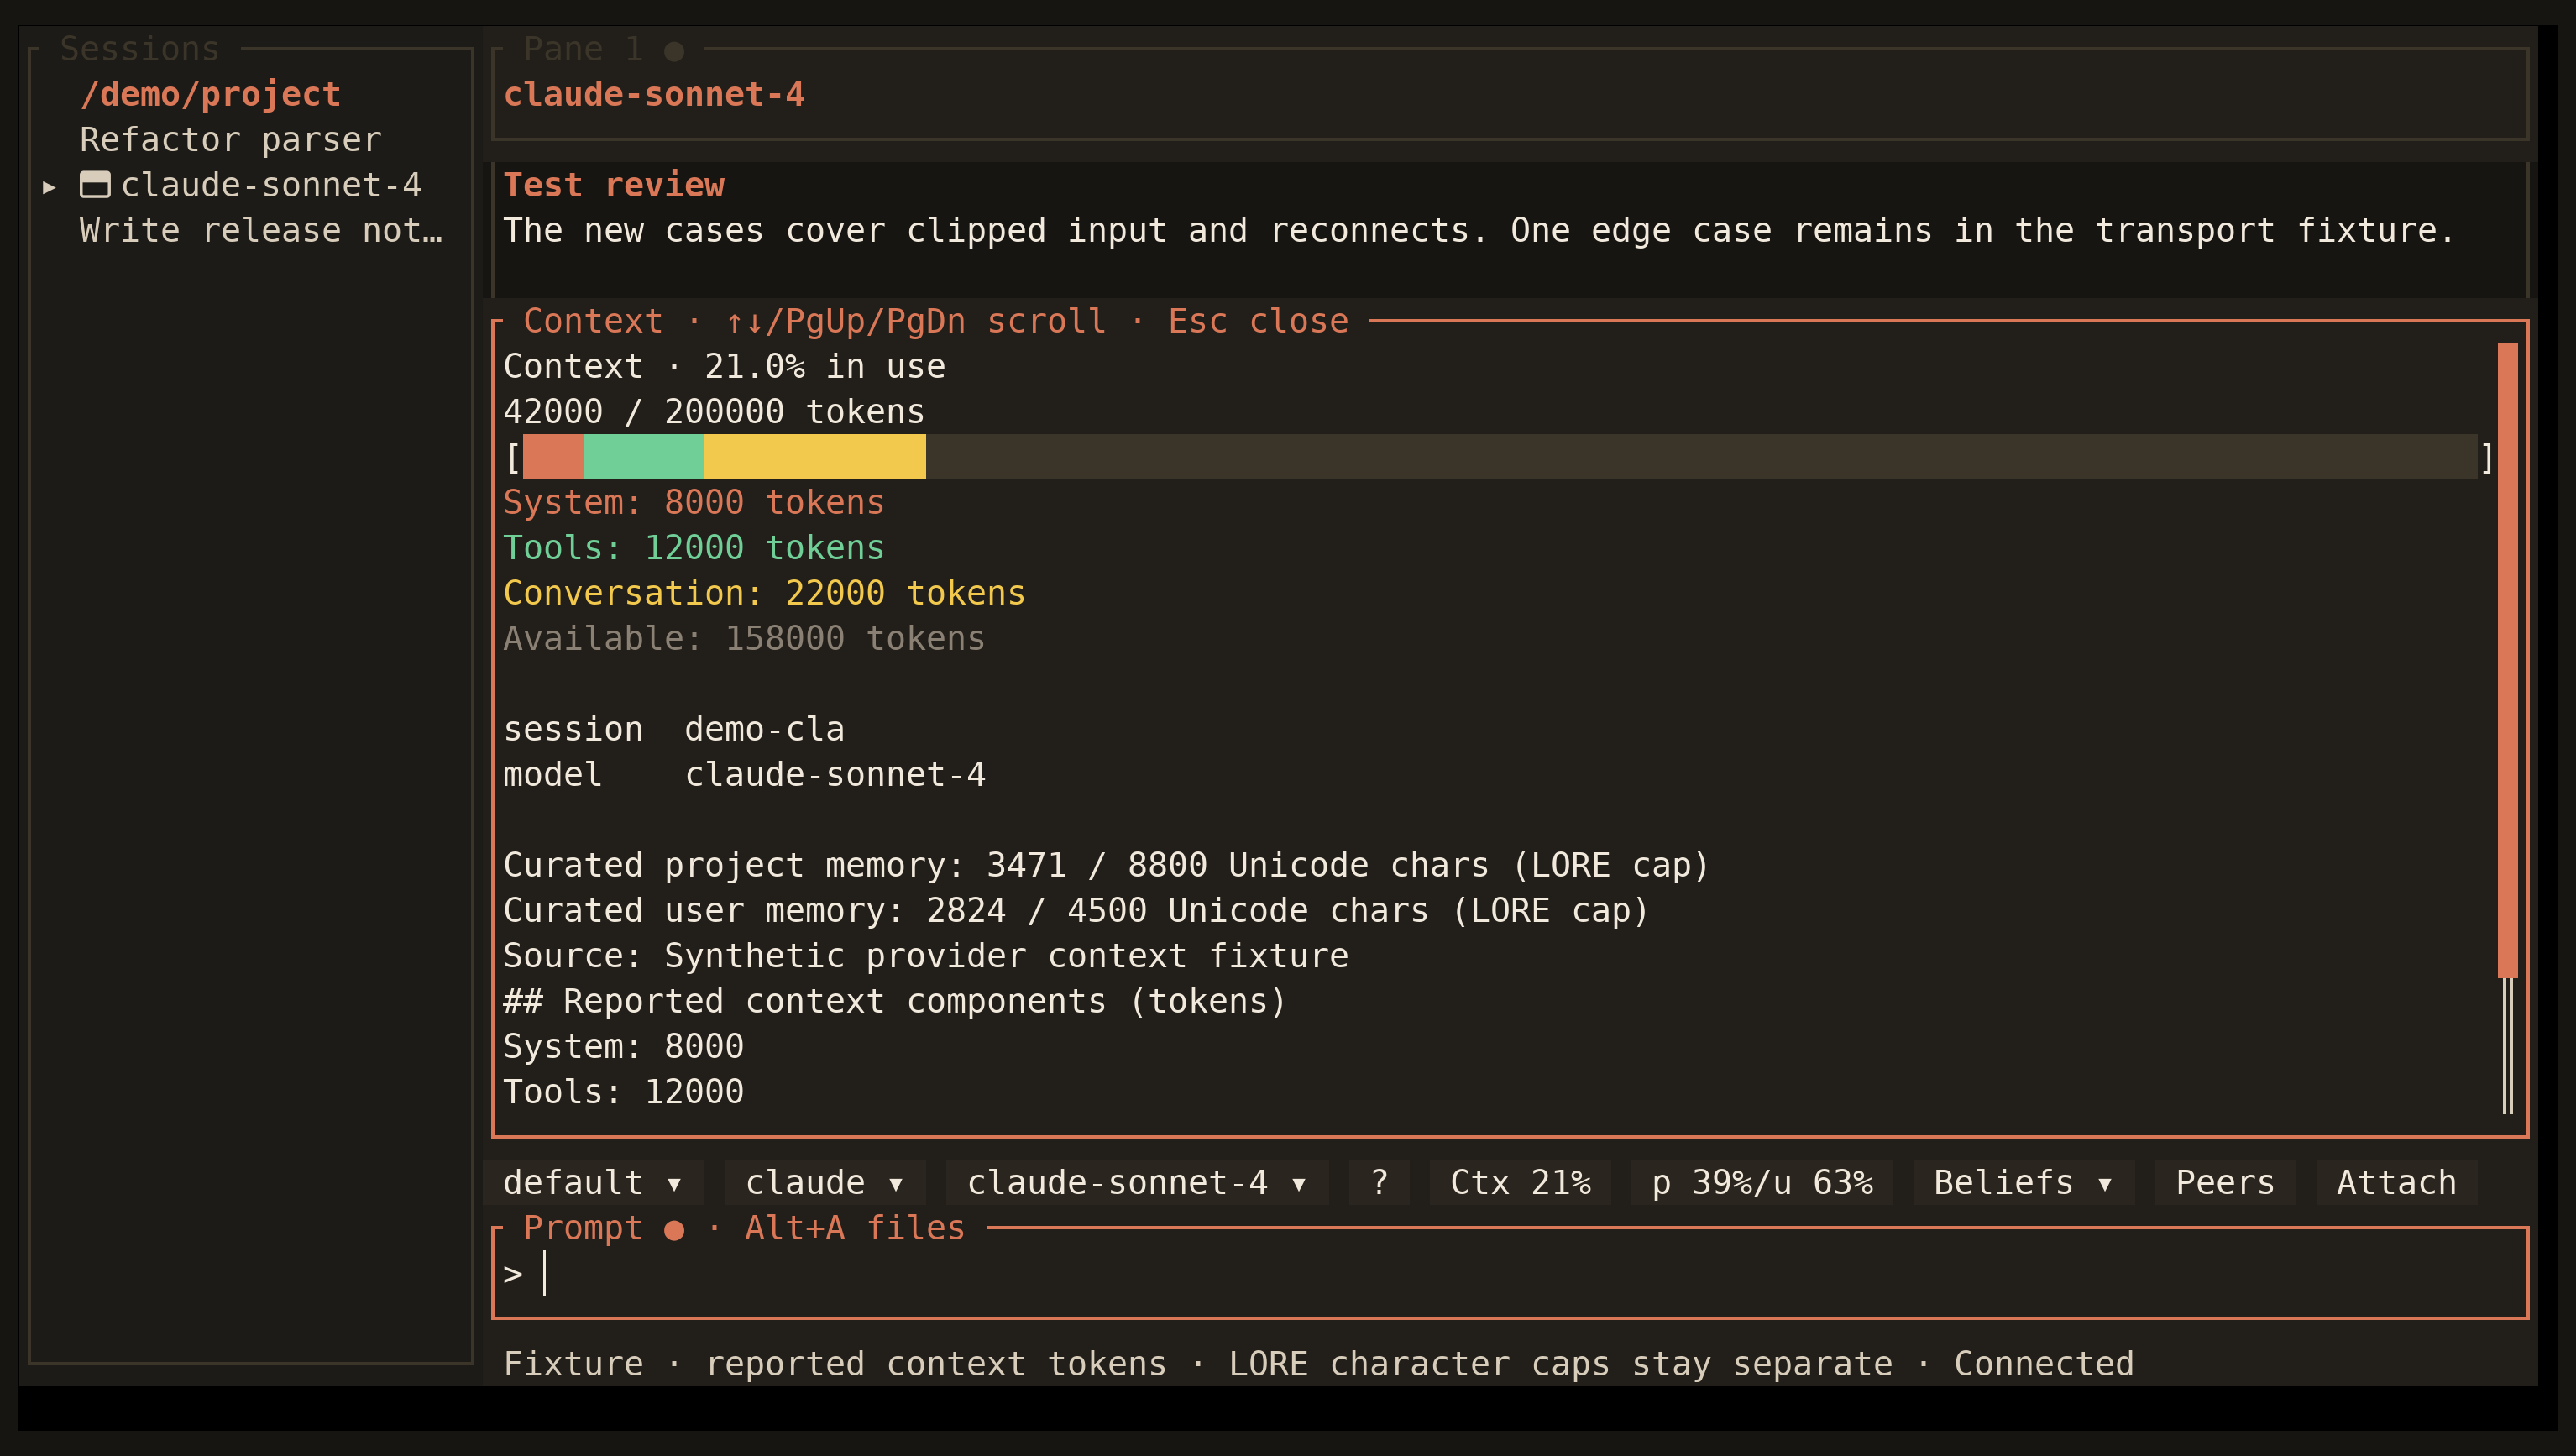 Sessions
/demo/project
Refactor parser
▸ claude-sonnet-4
Write release not…
Pane 1 ●
claude-sonnet-4
Test review
The new cases cover clipped input and reconnects. One edge case remains in the transport fixture.
Context · ↑↓/PgUp/PgDn scroll · Esc close
Context · 21.0% in use
42000 / 200000 tokens
[ ]
System: 8000 tokens
Tools: 12000 tokens
Conversation: 22000 tokens
Available: 158000 tokens
session  demo-cla
model    claude-sonnet-4
Curated project memory: 3471 / 8800 Unicode chars (LORE cap)
Curated user memory: 2824 / 4500 Unicode chars (LORE cap)
Source: Synthetic provider context fixture
## Reported context components (tokens)
System: 8000
Tools: 12000
default ▾  claude ▾  claude-sonnet-4 ▾  ?  Ctx 21%  p 39%/u 63%  Beliefs ▾  Peers  Attach
Prompt ● · Alt+A files
>
Fixture · reported context tokens · LORE character caps stay separate · Connected